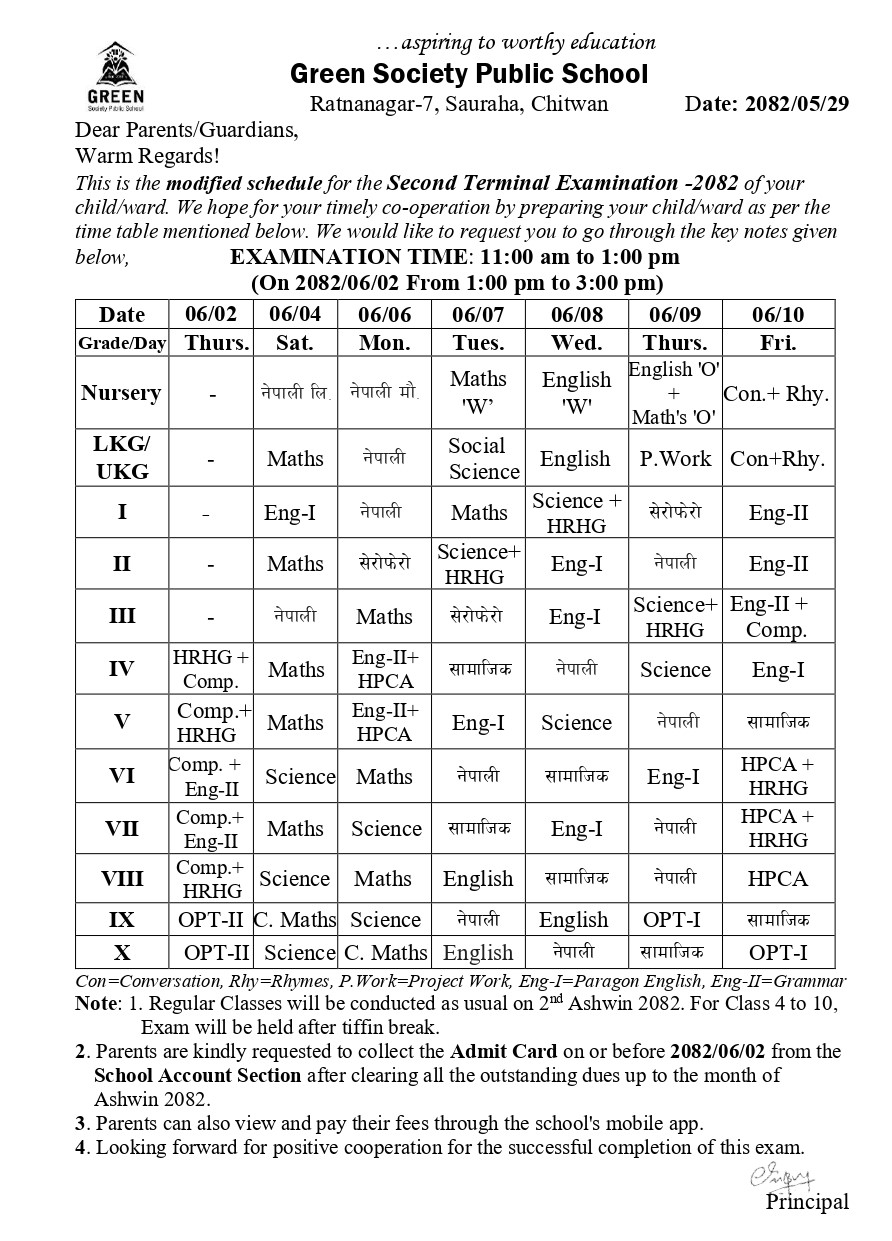 …aspiring to worthy education
Green Society Public School
GREEN
Society Public School
Ratnanagar-7, Sauraha, Chitwan Date: 2082/05/29
Dear Parents/Guardians,
Warm Regards!
This is the modified schedule for the Second Terminal Examination -2082 of your
child/ward. We hope for your timely co-operation by preparing your child/ward as per the
time table mentioned below. We would like to request you to go through the key notes given
below, EXAMINATION TIME: 11:00 am to 1:00 pm
(On 2082/06/02 From 1:00 pm to 3:00 pm)
Date 06/02 06/04 06/06 06/07 06/08 06/09 06/10
Grade/Day Thurs. Sat. Mon. Tues. Wed. Thurs. Fri.
Nursery - नेपाली लि. नेपाली मौ. Maths 'W’ English 'W' English 'O' + Math's 'O' Con.+ Rhy.
LKG/ UKG - Maths नेपाली Social Science English P.Work Con+Rhy.
I - Eng-I नेपाली Maths Science + HRHG सेरोफेरो Eng-II
II - Maths सेरोफेरो Science+ HRHG Eng-I नेपाली Eng-II
III - नेपाली Maths सेरोफेरो Eng-I Science+ HRHG Eng-II + Comp.
IV HRHG + Comp. Maths Eng-II+ HPCA सामाजिक नेपाली Science Eng-I
V Comp.+ HRHG Maths Eng-II+ HPCA Eng-I Science नेपाली सामाजिक
VI Comp. + Eng-II Science Maths नेपाली सामाजिक Eng-I HPCA + HRHG
VII Comp.+ Eng-II Maths Science सामाजिक Eng-I नेपाली HPCA + HRHG
VIII Comp.+ HRHG Science Maths English सामाजिक नेपाली HPCA
IX OPT-II C. Maths Science नेपाली English OPT-I सामाजिक
X OPT-II Science C. Maths English नेपाली सामाजिक OPT-I
Con=Conversation, Rhy=Rhymes, P.Work=Project Work, Eng-I=Paragon English, Eng-II=Grammar
Note: 1. Regular Classes will be conducted as usual on 2nd Ashwin 2082. For Class 4 to 10,
Exam will be held after tiffin break.
2. Parents are kindly requested to collect the Admit Card on or before 2082/06/02 from the
School Account Section after clearing all the outstanding dues up to the month of
Ashwin 2082.
3. Parents can also view and pay their fees through the school's mobile app.
4. Looking forward for positive cooperation for the successful completion of this exam.
Principal